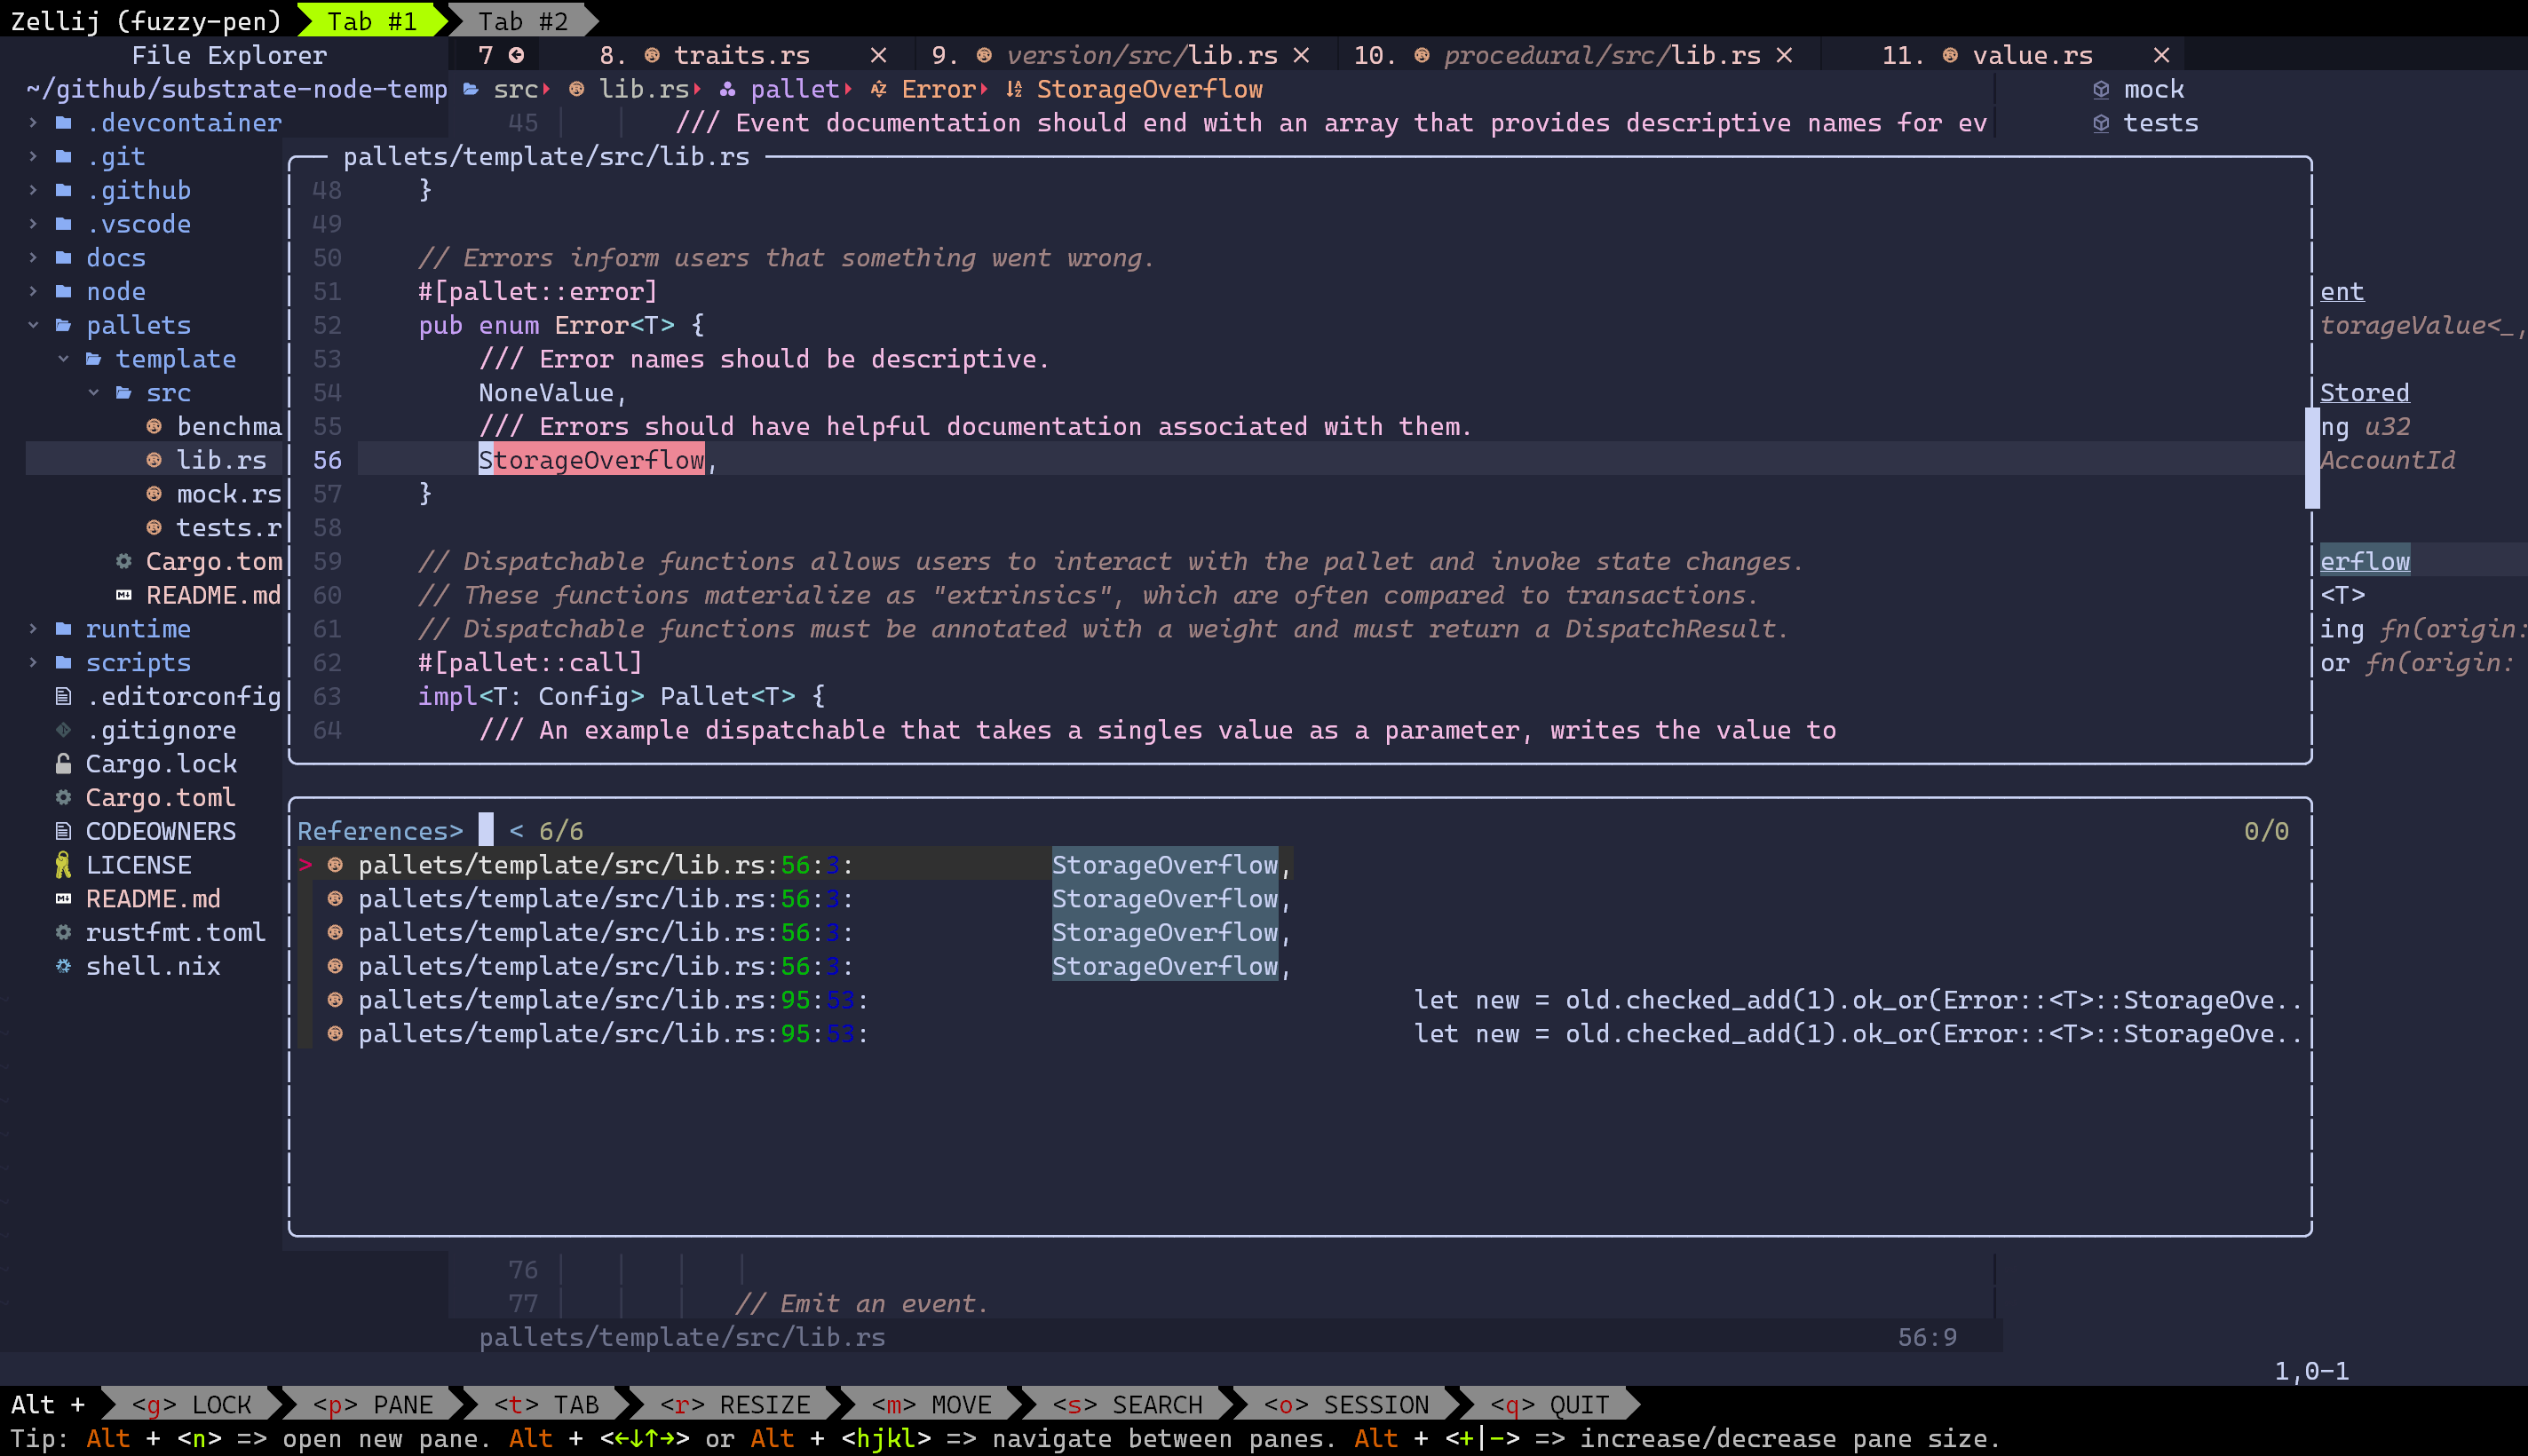 Zellij (fuzzy-pen) Tab #1 Tab #2
File Explorer
~/github/substrate-node-temp
.devcontainer
.git
.github
.vscode
docs
node
pallets
template
src
benchma
lib.rs
mock.rs
tests.r
Cargo.tom
README.md
runtime
scripts
.editorconfig
.gitignore
Cargo.lock
Cargo.toml
CODEOWNERS
LICENSE
README.md
rustfmt.toml
shell.nix
7 8. traits.rs × 9. version/src/lib.rs × 10. procedural/src/lib.rs × 11. value.rs ×
src lib.rs pallet Error StorageOverflow
45 /// Event documentation should end with an array that provides descriptive names for ev
pallets/template/src/lib.rs
48 }
49
50 // Errors inform users that something went wrong.
51 #[pallet::error]
52 pub enum Error<T> {
53 /// Error names should be descriptive.
54 NoneValue,
55 /// Errors should have helpful documentation associated with them.
56 StorageOverflow,
57 }
58
59 // Dispatchable functions allows users to interact with the pallet and invoke state changes.
60 // These functions materialize as "extrinsics", which are often compared to transactions.
61 // Dispatchable functions must be annotated with a weight and must return a DispatchResult.
62 #[pallet::call]
63 impl<T: Config> Pallet<T> {
64 /// An example dispatchable that takes a singles value as a parameter, writes the value to
References> < 6/6 0/0
> pallets/template/src/lib.rs:56:3: StorageOverflow,
pallets/template/src/lib.rs:56:3: StorageOverflow,
pallets/template/src/lib.rs:56:3: StorageOverflow,
pallets/template/src/lib.rs:56:3: StorageOverflow,
pallets/template/src/lib.rs:95:53: let new = old.checked_add(1).ok_or(Error::<T>::StorageOve..
pallets/template/src/lib.rs:95:53: let new = old.checked_add(1).ok_or(Error::<T>::StorageOve..
76
77 // Emit an event.
pallets/template/src/lib.rs 56:9
mock
tests
ent
torageValue<_,
Stored
ng u32
AccountId
erflow
<T>
ing fn(origin:
or fn(origin:
1,0-1
Alt + <g> LOCK <p> PANE <t> TAB <r> RESIZE <m> MOVE <s> SEARCH <o> SESSION <q> QUIT
Tip: Alt + <n> => open new pane. Alt + <←↓↑→> or Alt + <hjkl> => navigate between panes. Alt + <+|-> => increase/decrease pane size.